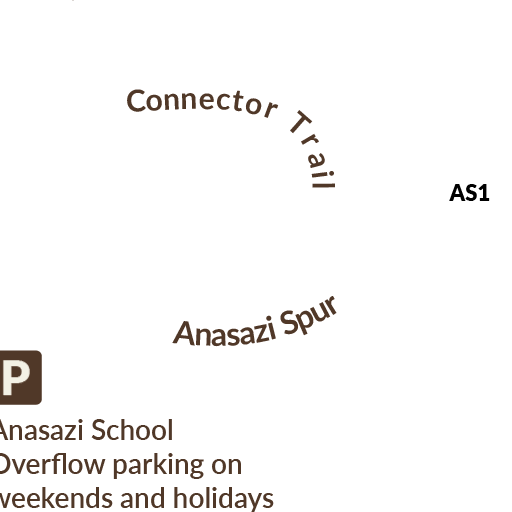 Connector Trail
AS1
Anasazi Spur
P
Anasazi School
Overflow parking on
weekends and holidays